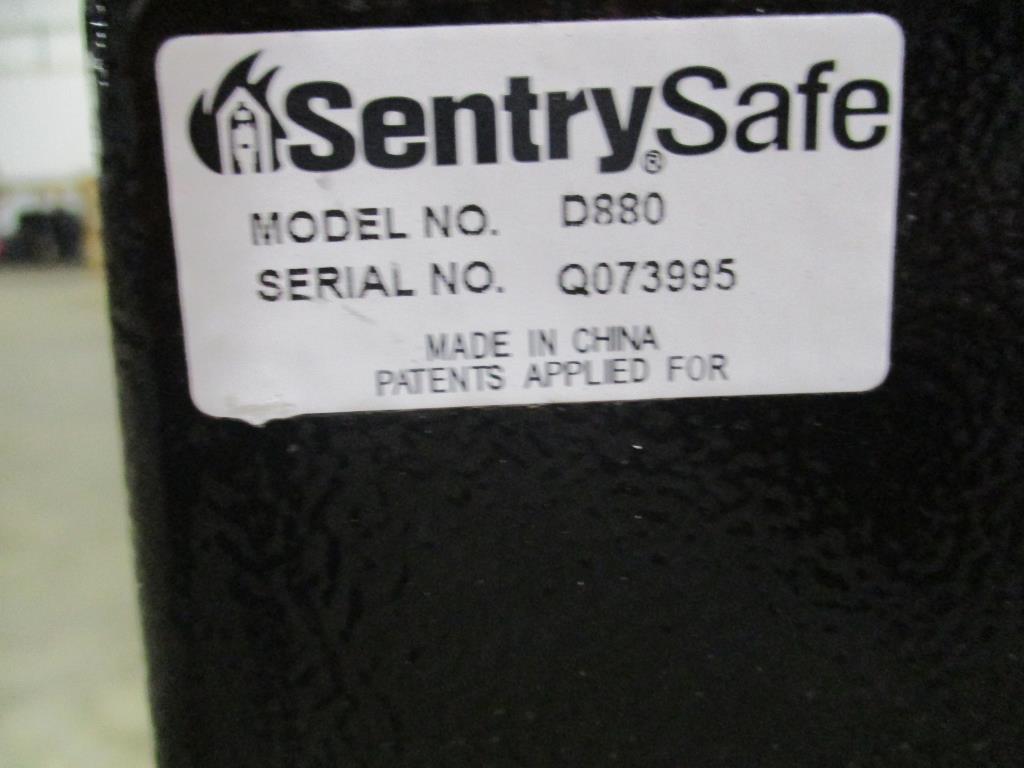 SentrySafe®
MODEL NO. D880
SERIAL NO. Q073995
MADE IN CHINA
PATENTS APPLIED FOR